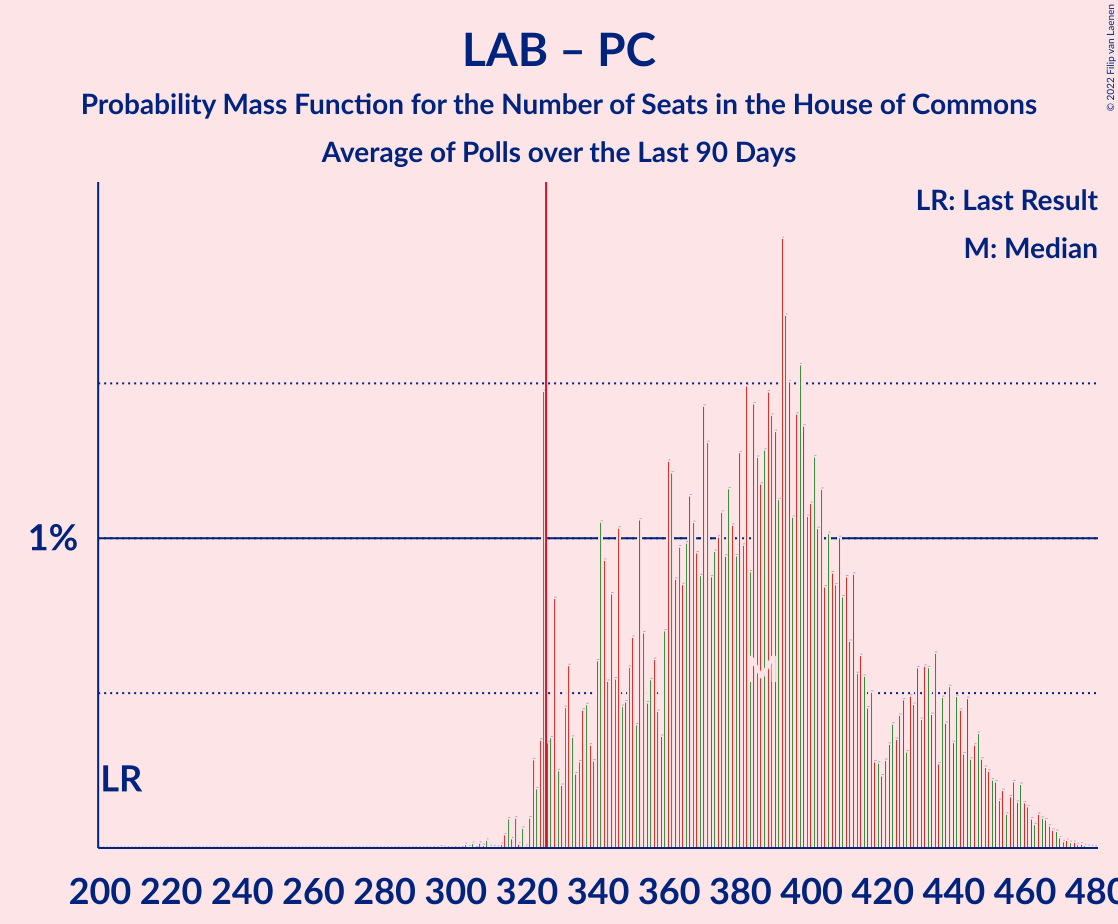 LAB – PC
Probability Mass Function for the Number of Seats in the House of Commons
Average of Polls over the Last 90 Days
© 2022 Filip van Laenen
LR: Last Result
M: Median
1%
LR
M
200 220 240 260 280 300 320 340 360 380 400 420 440 460 480